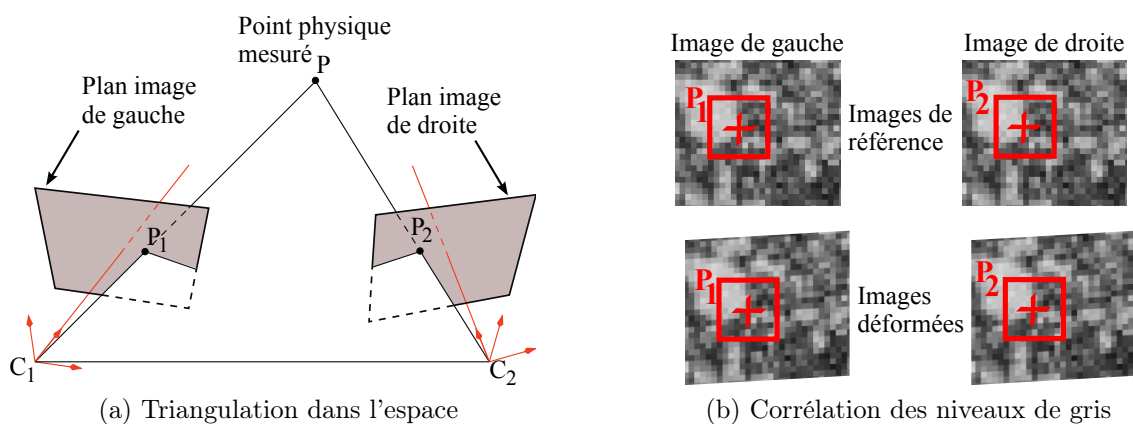 Point physique
mesuré
P
Plan image
de gauche
Plan image
de droite
P1
P2
C1
C2
(a) Triangulation dans l'espace
Image de gauche
Image de droite
P1
P2
Images de
référence
P1
P2
Images
déformées
(b) Corrélation des niveaux de gris